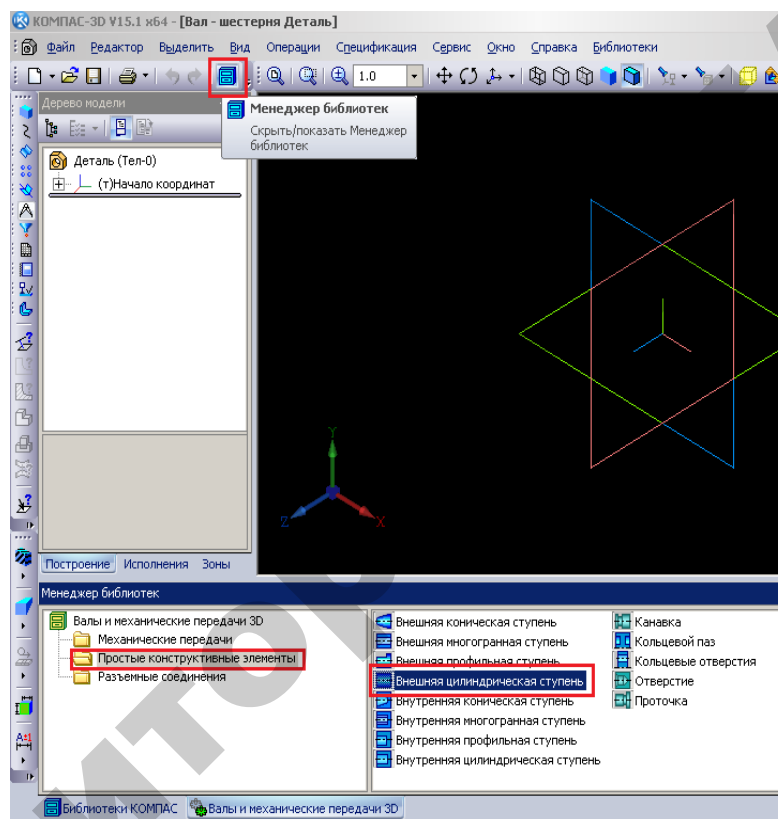 КОМПАС-3D V15.1 x64 - [Вал - шестерня Деталь]
Файл Редактор Выделить Вид Операции Спецификация Сервис Окно Справка Библиотеки
1.0
Дерево модели
Менеджер библиотек
Скрыть/показать Менеджер
библиотек
Деталь (Тел-0)
(т)Начало координат
Y
Z
X
Построение Исполнения Зоны
Менеджер библиотек
Валы и механические передачи 3D
Механические передачи
Простые конструктивные элементы
Разъемные соединения
Внешняя коническая ступень
Внешняя многогранная ступень
Внешняя профильная ступень
Внешняя цилиндрическая ступень
Внутренняя коническая ступень
Внутренняя многогранная ступень
Внутренняя профильная ступень
Внутренняя цилиндрическая ступень
Канавка
Кольцевой паз
Кольцевые отверстия
Отверстие
Проточка
Библиотеки КОМПАС Валы и механические передачи 3D
итор